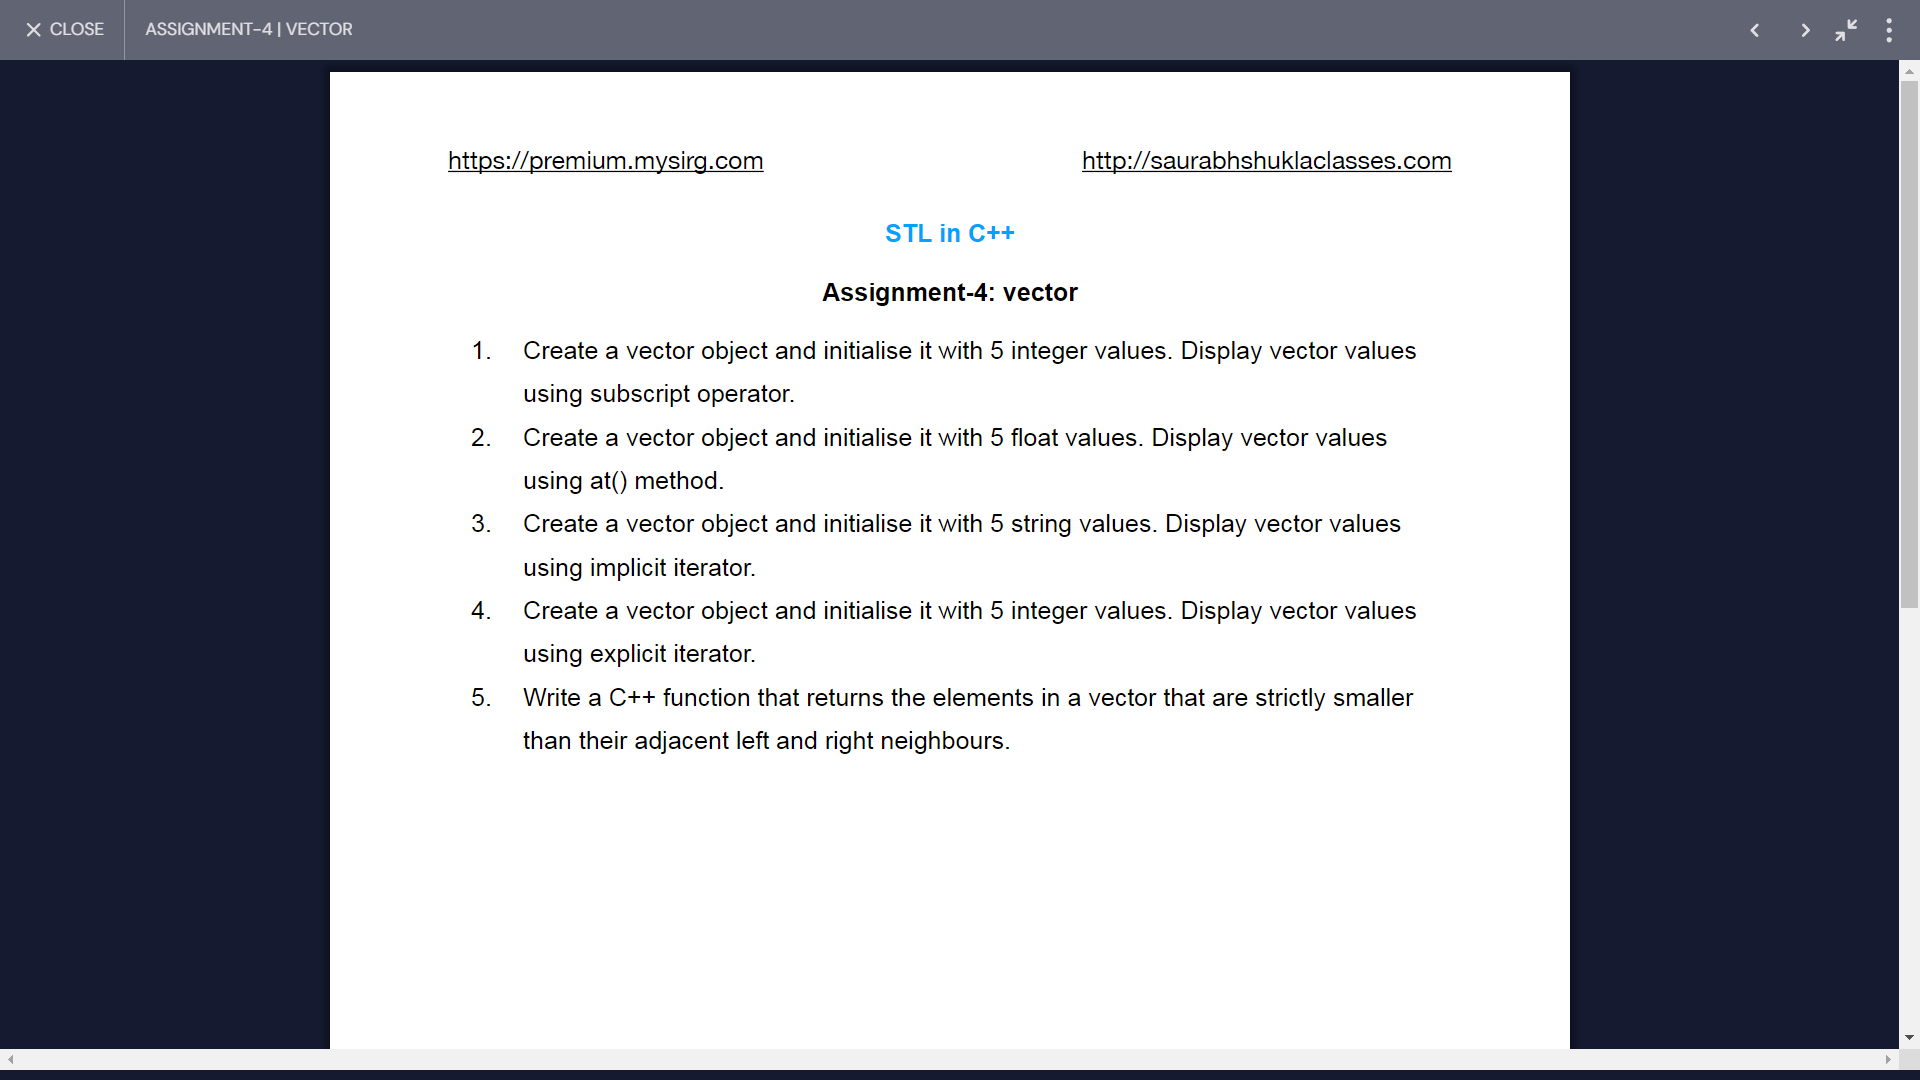 CLOSE
ASSIGNMENT-4 | VECTOR
https://premium.mysirg.com
http://saurabhshuklaclasses.com
STL in C++
Assignment-4: vector
1. Create a vector object and initialise it with 5 integer values. Display vector values
using subscript operator.
2. Create a vector object and initialise it with 5 float values. Display vector values
using at() method.
3. Create a vector object and initialise it with 5 string values. Display vector values
using implicit iterator.
4. Create a vector object and initialise it with 5 integer values. Display vector values
using explicit iterator.
5. Write a C++ function that returns the elements in a vector that are strictly smaller
than their adjacent left and right neighbours.